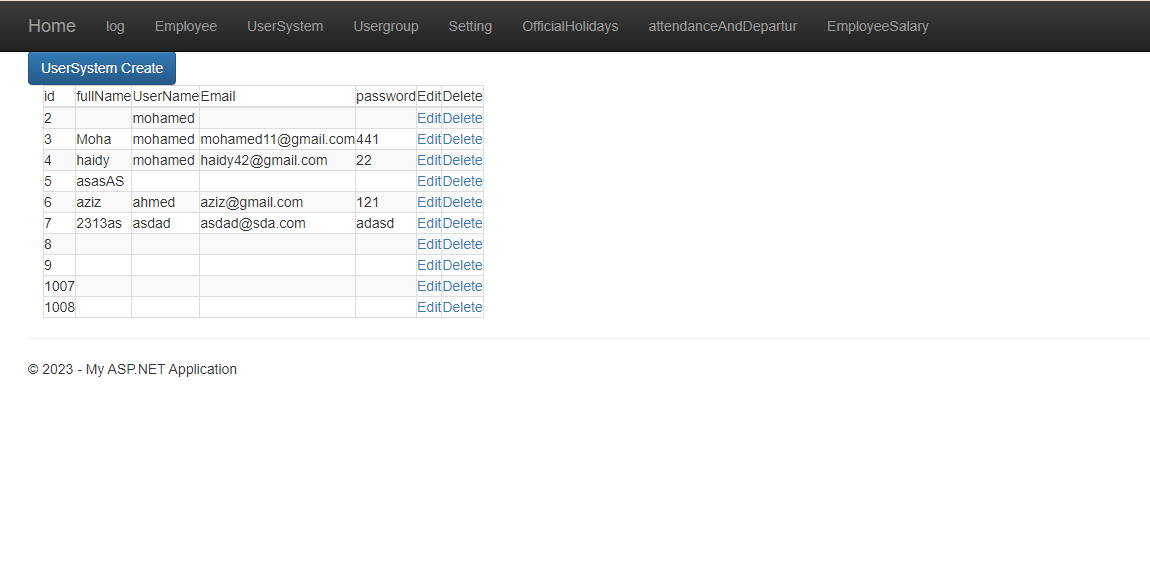 Home log Employee UserSystem Usergroup Setting OfficialHolidays attendanceAndDepartur EmployeeSalary
UserSystem Create
id fullName UserName Email password Edit Delete
2 mohamed Edit Delete
3 Moha mohamed mohamed11@gmail.com 441 Edit Delete
4 haidy mohamed haidy42@gmail.com 22 Edit Delete
5 asasAS Edit Delete
6 aziz ahmed aziz@gmail.com 121 Edit Delete
7 2313as asdad asdad@sda.com adasd Edit Delete
8 Edit Delete
9 Edit Delete
1007 Edit Delete
1008 Edit Delete
© 2023 - My ASP.NET Application